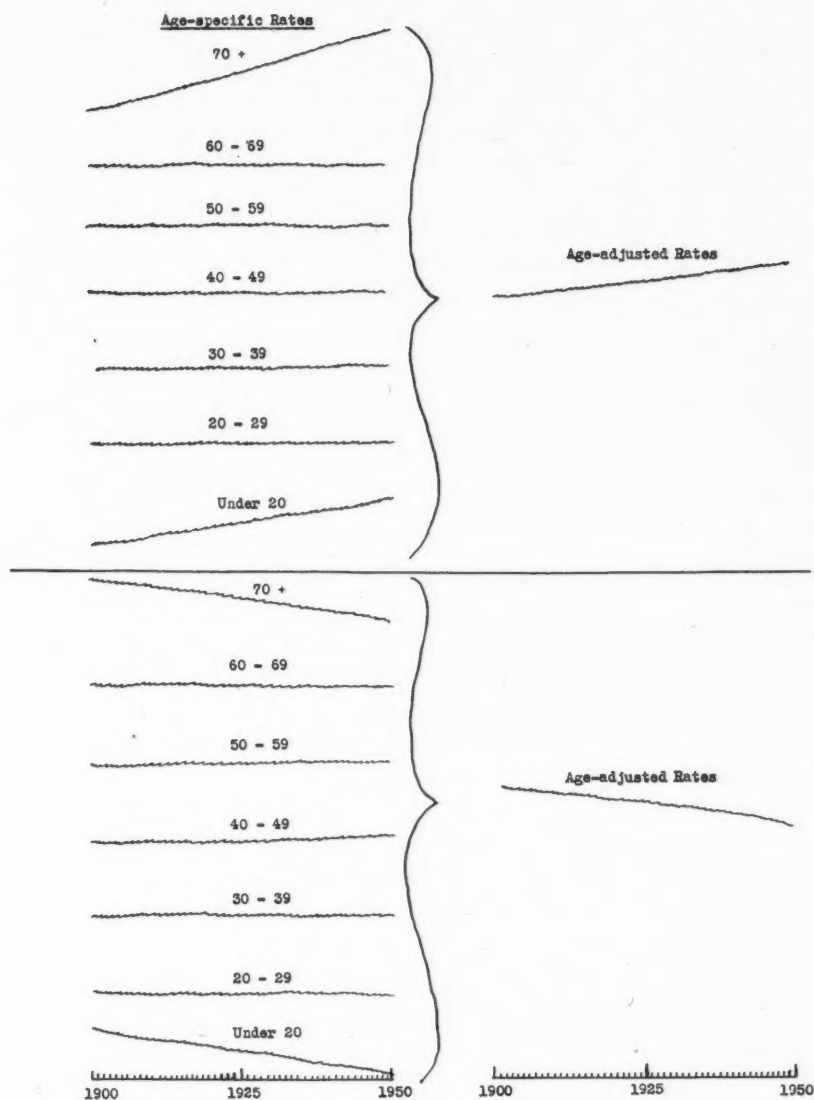 Age-specific Rates
70 +
60 - 69
50 - 59
40 - 49
30 - 39
20 - 29
Under 20
Age-adjusted Rates
70 +
60 - 69
50 - 59
40 - 49
30 - 39
20 - 29
Under 20
Age-adjusted Rates
1900 1925 1950
1900 1925 1950